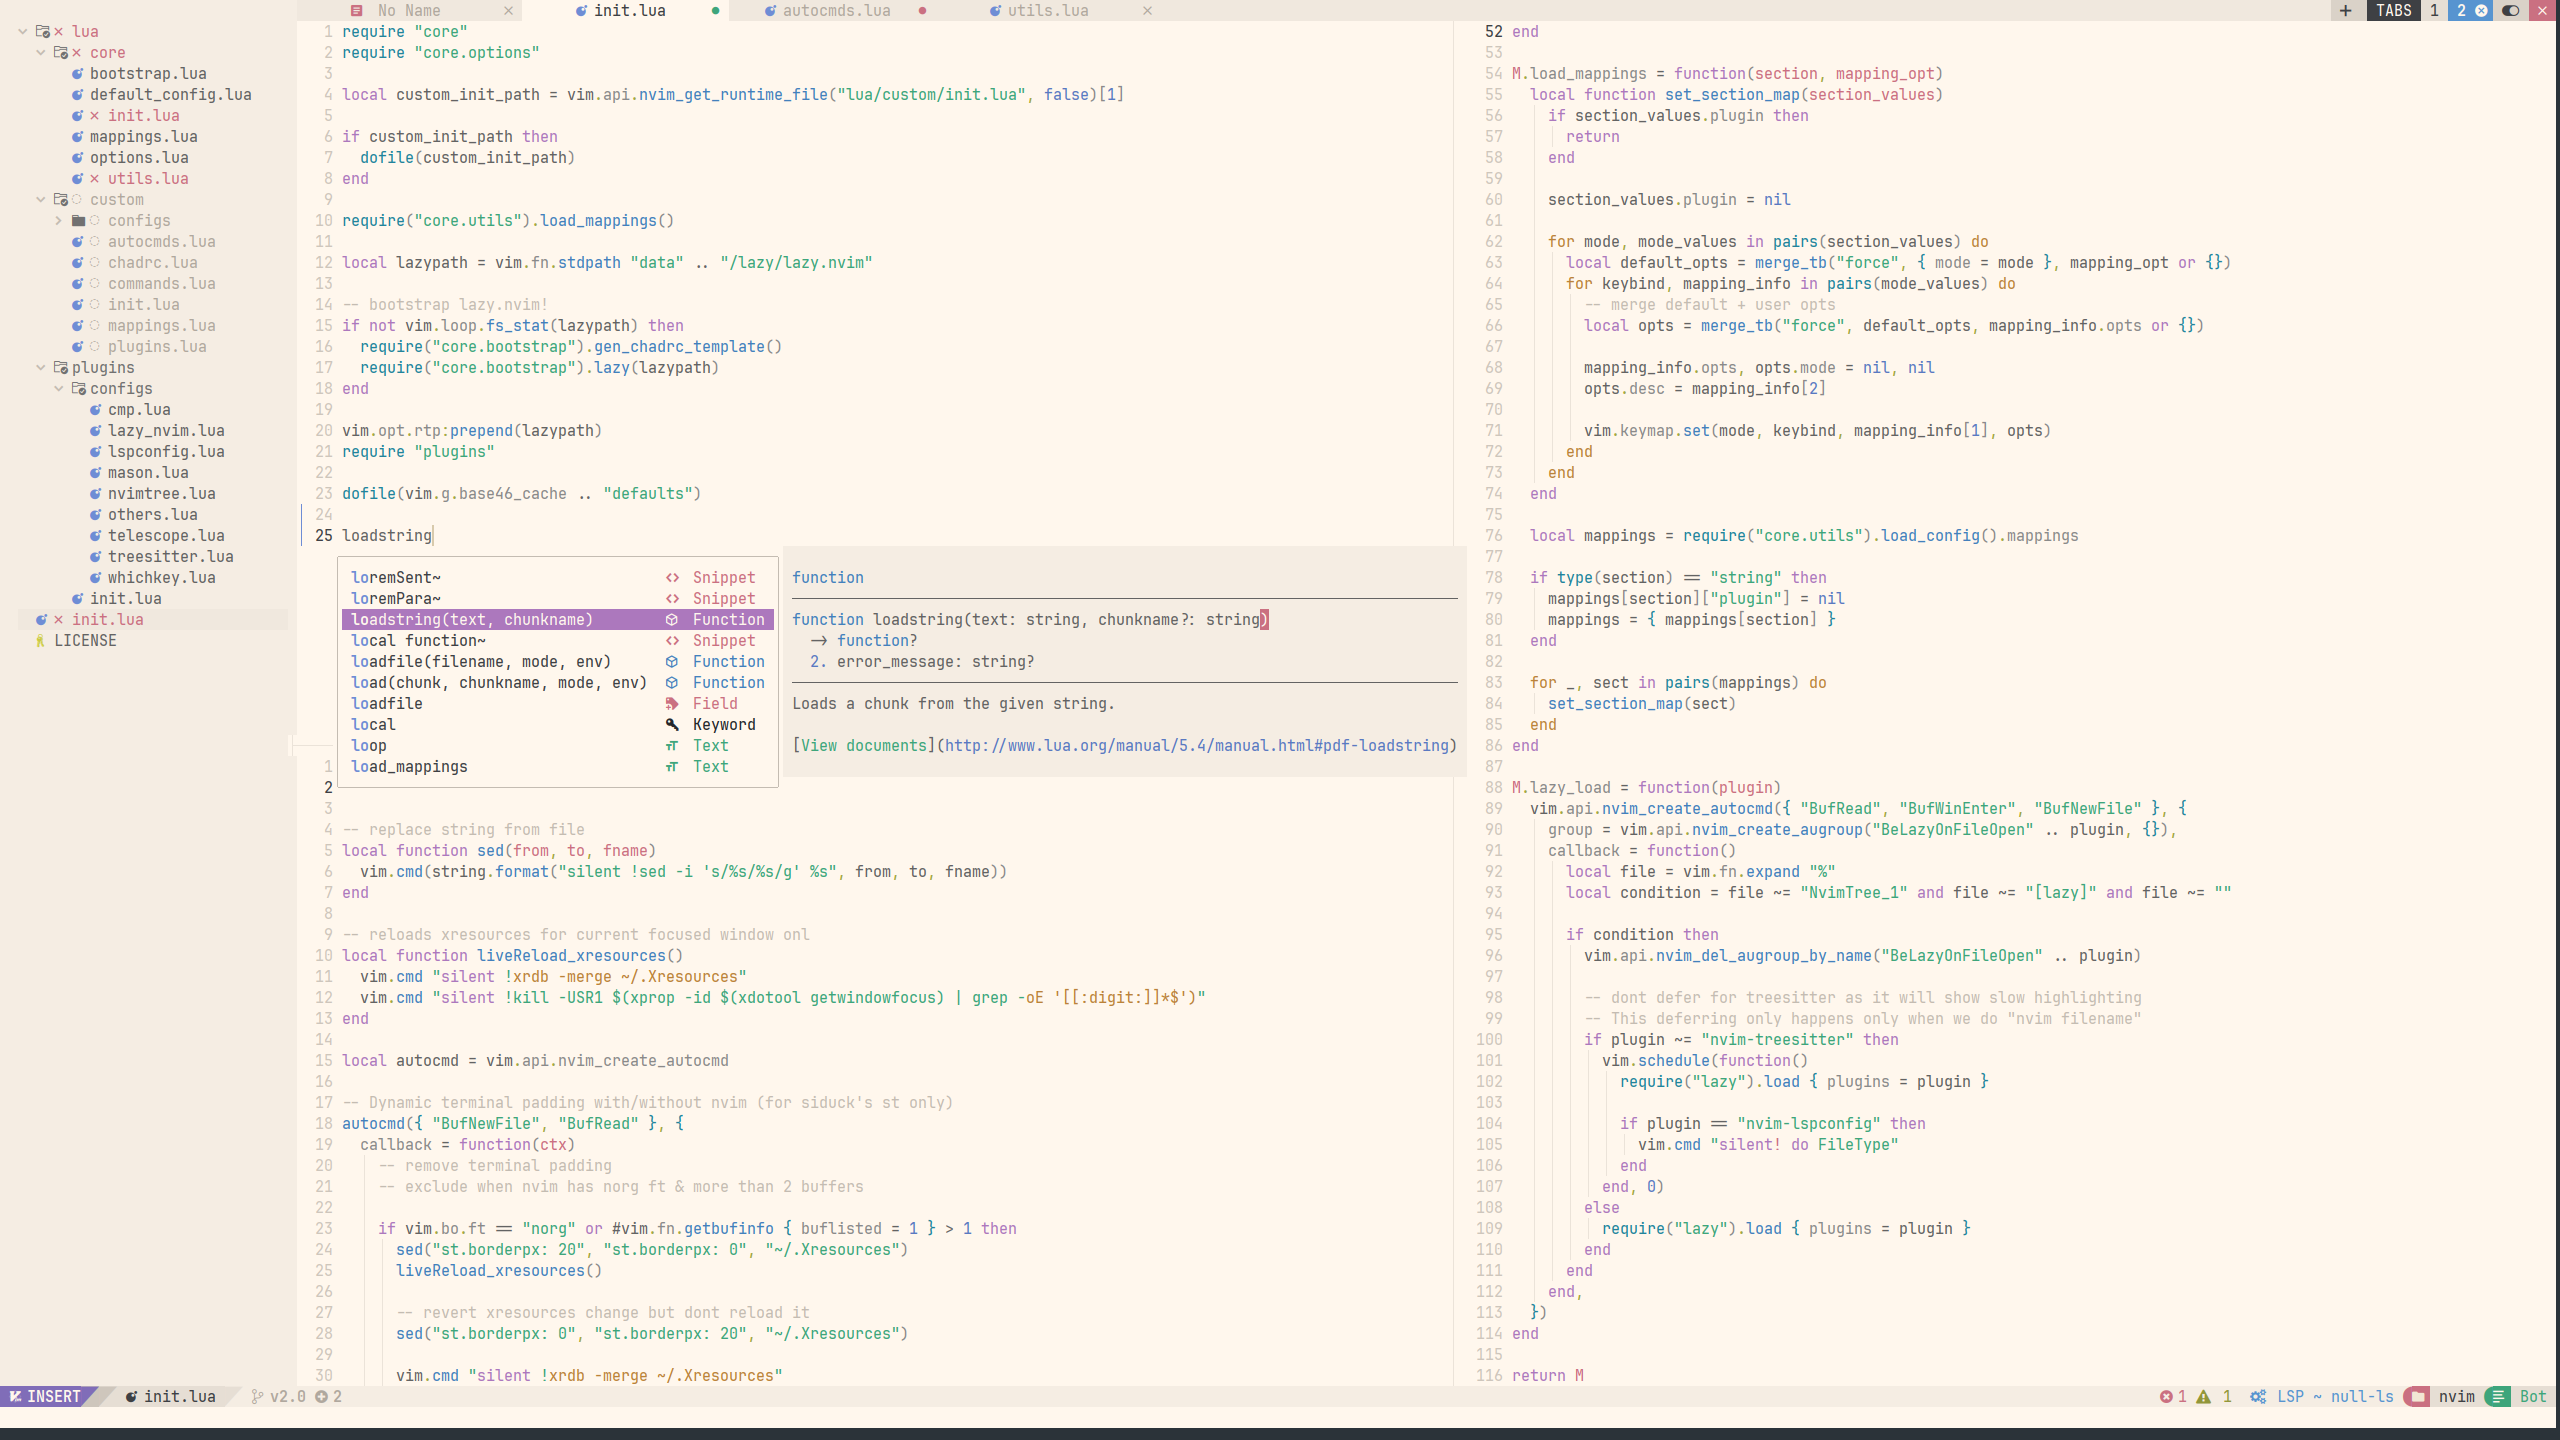 No Name
init.lua
autocmds.lua
utils.lua
+ TABS 1 2
lua
core
bootstrap.lua
default_config.lua
init.lua
mappings.lua
options.lua
utils.lua
custom
configs
autocmds.lua
chadrc.lua
commands.lua
init.lua
mappings.lua
plugins.lua
plugins
configs
cmp.lua
lazy_nvim.lua
lspconfig.lua
mason.lua
nvimtree.lua
others.lua
telescope.lua
treesitter.lua
whichkey.lua
init.lua
init.lua
LICENSE
1 require "core"
2 require "core.options"
3
4 local custom_init_path = vim.api.nvim_get_runtime_file("lua/custom/init.lua", false)[1]
5
6 if custom_init_path then
7 dofile(custom_init_path)
8 end
9
10 require("core.utils").load_mappings()
11
12 local lazypath = vim.fn.stdpath "data" .. "/lazy/lazy.nvim"
13
14 -- bootstrap lazy.nvim!
15 if not vim.loop.fs_stat(lazypath) then
16 require("core.bootstrap").gen_chadrc_template()
17 require("core.bootstrap").lazy(lazypath)
18 end
19
20 vim.opt.rtp:prepend(lazypath)
21 require "plugins"
22
23 dofile(vim.g.base46_cache .. "defaults")
24
25 loadstring
loremSent~ Snippet
loremPara~ Snippet
loadstring(text, chunkname) Function
local function~ Snippet
loadfile(filename, mode, env) Function
load(chunk, chunkname, mode, env) Function
loadfile Field
local Keyword
loop Text
load_mappings Text
function
function loadstring(text: string, chunkname?: string)
-> function?
2. error_message: string?
Loads a chunk from the given string.
[View documents](http://www.lua.org/manual/5.4/manual.html#pdf-loadstring)
1
2
3
4 -- replace string from file
5 local function sed(from, to, fname)
6 vim.cmd(string.format("silent !sed -i 's/%s/%s/g' %s", from, to, fname))
7 end
8
9 -- reloads xresources for current focused window onl
10 local function liveReload_xresources()
11 vim.cmd "silent !xrdb -merge ~/.Xresources"
12 vim.cmd "silent !kill -USR1 $(xprop -id $(xdotool getwindowfocus) | grep -oE '[[:digit:]]*$')"
13 end
14
15 local autocmd = vim.api.nvim_create_autocmd
16
17 -- Dynamic terminal padding with/without nvim (for siduck's st only)
18 autocmd({ "BufNewFile", "BufRead" }, {
19 callback = function(ctx)
20 -- remove terminal padding
21 -- exclude when nvim has norg ft & more than 2 buffers
22
23 if vim.bo.ft == "norg" or #vim.fn.getbufinfo { buflisted = 1 } > 1 then
24 sed("st.borderpx: 20", "st.borderpx: 0", "~/.Xresources")
25 liveReload_xresources()
26
27 -- revert xresources change but dont reload it
28 sed("st.borderpx: 0", "st.borderpx: 20", "~/.Xresources")
29
30 vim.cmd "silent !xrdb -merge ~/.Xresources"
52 end
53
54 M.load_mappings = function(section, mapping_opt)
55 local function set_section_map(section_values)
56 if section_values.plugin then
57 return
58 end
59
60 section_values.plugin = nil
61
62 for mode, mode_values in pairs(section_values) do
63 local default_opts = merge_tb("force", { mode = mode }, mapping_opt or {})
64 for keybind, mapping_info in pairs(mode_values) do
65 -- merge default + user opts
66 local opts = merge_tb("force", default_opts, mapping_info.opts or {})
67
68 mapping_info.opts, opts.mode = nil, nil
69 opts.desc = mapping_info[2]
70
71 vim.keymap.set(mode, keybind, mapping_info[1], opts)
72 end
73 end
74 end
75
76 local mappings = require("core.utils").load_config().mappings
77
78 if type(section) == "string" then
79 mappings[section]["plugin"] = nil
80 mappings = { mappings[section] }
81 end
82
83 for _, sect in pairs(mappings) do
84 set_section_map(sect)
85 end
86 end
87
88 M.lazy_load = function(plugin)
89 vim.api.nvim_create_autocmd({ "BufRead", "BufWinEnter", "BufNewFile" }, {
90 group = vim.api.nvim_create_augroup("BeLazyOnFileOpen" .. plugin, {}),
91 callback = function()
92 local file = vim.fn.expand "%"
93 local condition = file ~= "NvimTree_1" and file ~= "[lazy]" and file ~= ""
94
95 if condition then
96 vim.api.nvim_del_augroup_by_name("BeLazyOnFileOpen" .. plugin)
97
98 -- dont defer for treesitter as it will show slow highlighting
99 -- This deferring only happens only when we do "nvim filename"
100 if plugin ~= "nvim-treesitter" then
101 vim.schedule(function()
102 require("lazy").load { plugins = plugin }
103
104 if plugin == "nvim-lspconfig" then
105 vim.cmd "silent! do FileType"
106 end
107 end, 0)
108 else
109 require("lazy").load { plugins = plugin }
110 end
111 end
112 end,
113 })
114 end
115
116 return M
INSERT init.lua v2.0 2
1 1 LSP ~ null-ls nvim Bot